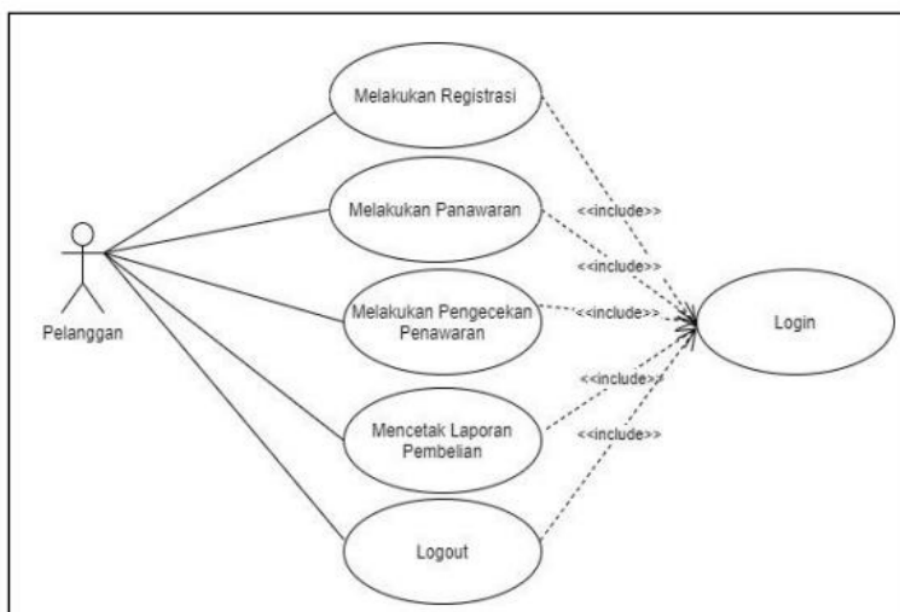 Melakukan Registrasi
Melakukan Panawaran
<<include>>
<<include>>
Melakukan Pengecekan
Penawaran
<<include>>
Login
Pelanggan
<<include>>
Mencetak Laporan
Pembelian
<<include>>
Logout